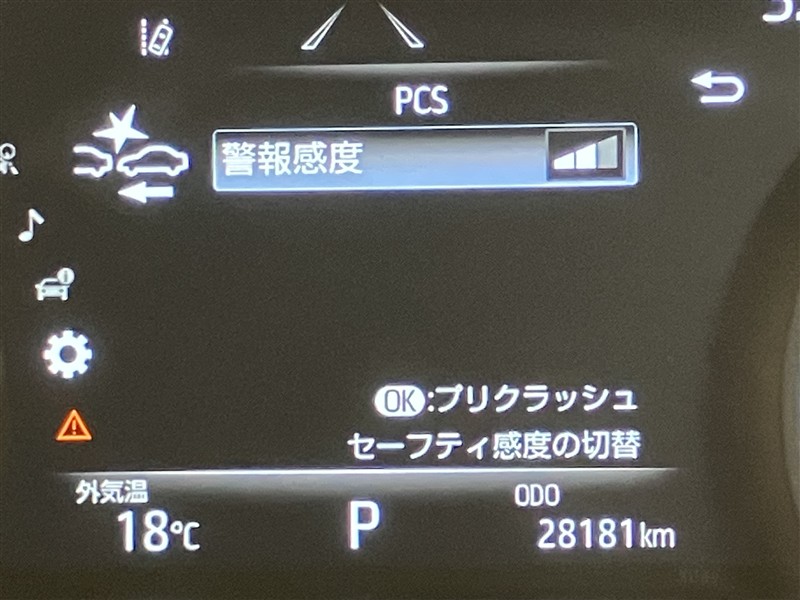 PCS
警報感度
OK:プリクラッシュ
セーフティ感度の切替
外気温
18℃
P
ODO
28181km